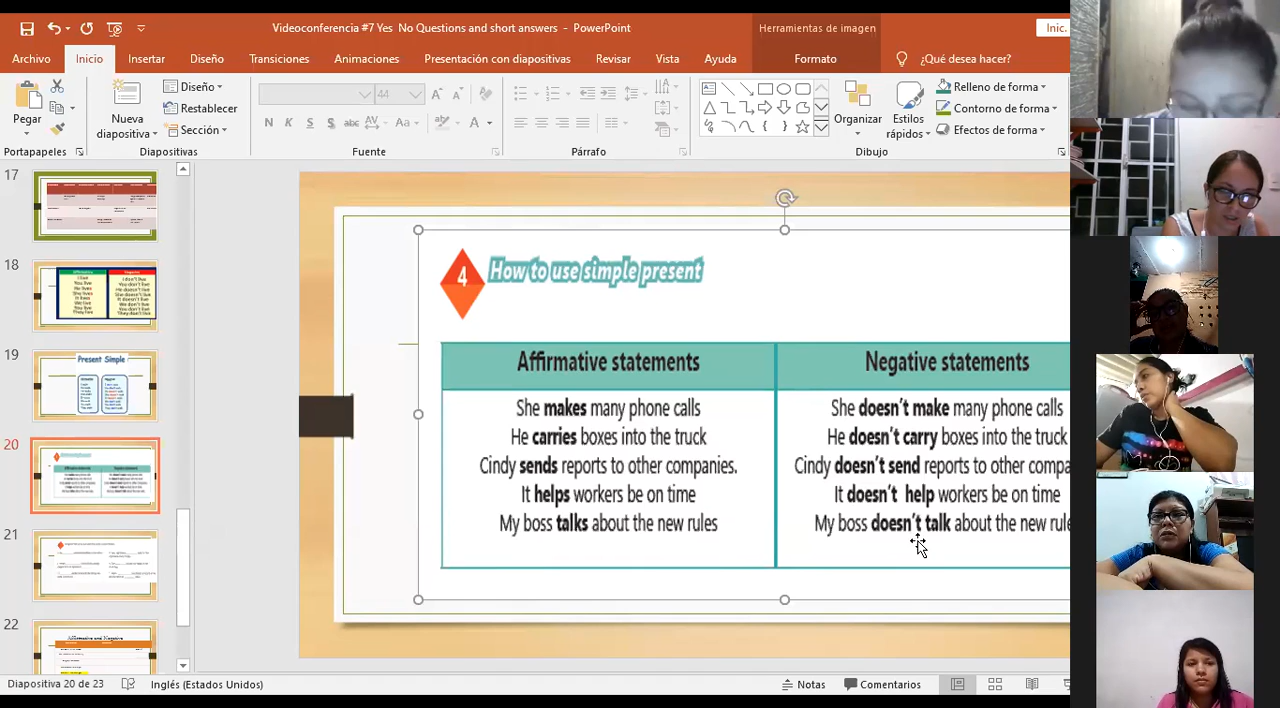 Videoconferencia #7 Yes No Questions and short answers - PowerPoint
Herramientas de imagen
Inic.
Archivo Inicio Insertar Diseño Transiciones Animaciones Presentación con diapositivas Revisar Vista Ayuda Formato ¿Qué desea hacer?
Pegar
Nueva diapositiva
Diseño
Restablecer
Sección
44
N K S S abc AV Aa A
Organizar
Estilos rápidos
Relleno de forma
Contorno de forma
Efectos de forma
Portapapeles Diapositivas Fuente Párrafo Dibujo
17
18
19
Present Simple
20
21
22
Affirmative and Negative
4 How to use simple present
Affirmative statements
She makes many phone calls
He carries boxes into the truck
Cindy sends reports to other companies.
It helps workers be on time
My boss talks about the new rules
Negative statements
She doesn't make many phone calls
He doesn't carry boxes into the truck
Cindy doesn't send reports to other compa
It doesn't help workers be on time
My boss doesn't talk about the new rule
Diapositiva 20 de 23 Inglés (Estados Unidos) Notas Comentarios